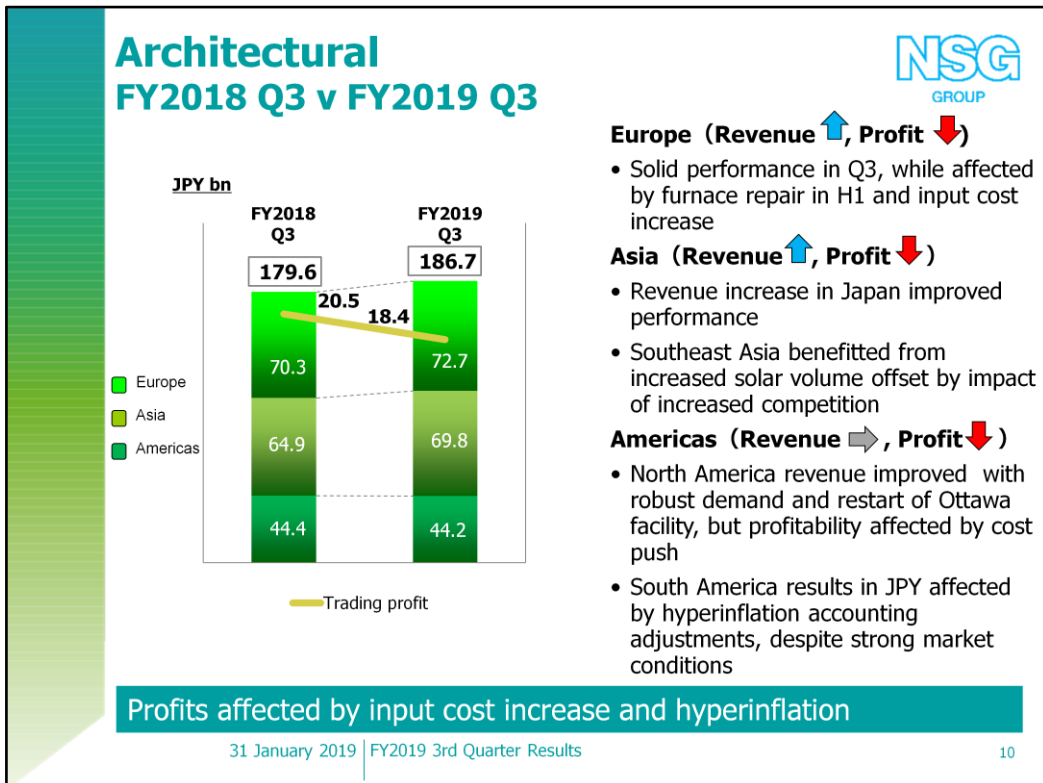 Architectural
FY2018 Q3 v FY2019 Q3
NSG
GROUP
JPY bn
FY2018
Q3
FY2019
Q3
179.6
186.7
20.5
18.4
70.3
72.7
64.9
69.8
44.4
44.2
Europe
Asia
Americas
Trading profit
Europe（Revenue , Profit )
• Solid performance in Q3, while affected
by furnace repair in H1 and input cost
increase
Asia（Revenue , Profit ）
• Revenue increase in Japan improved
performance
• Southeast Asia benefitted from
increased solar volume offset by impact
of increased competition
Americas（Revenue , Profit ）
• North America revenue improved  with
robust demand and restart of Ottawa
facility, but profitability affected by cost
push
• South America results in JPY affected
by hyperinflation accounting
adjustments, despite strong market
conditions
Profits affected by input cost increase and hyperinflation
31 January 2019 FY2019 3rd Quarter Results
10